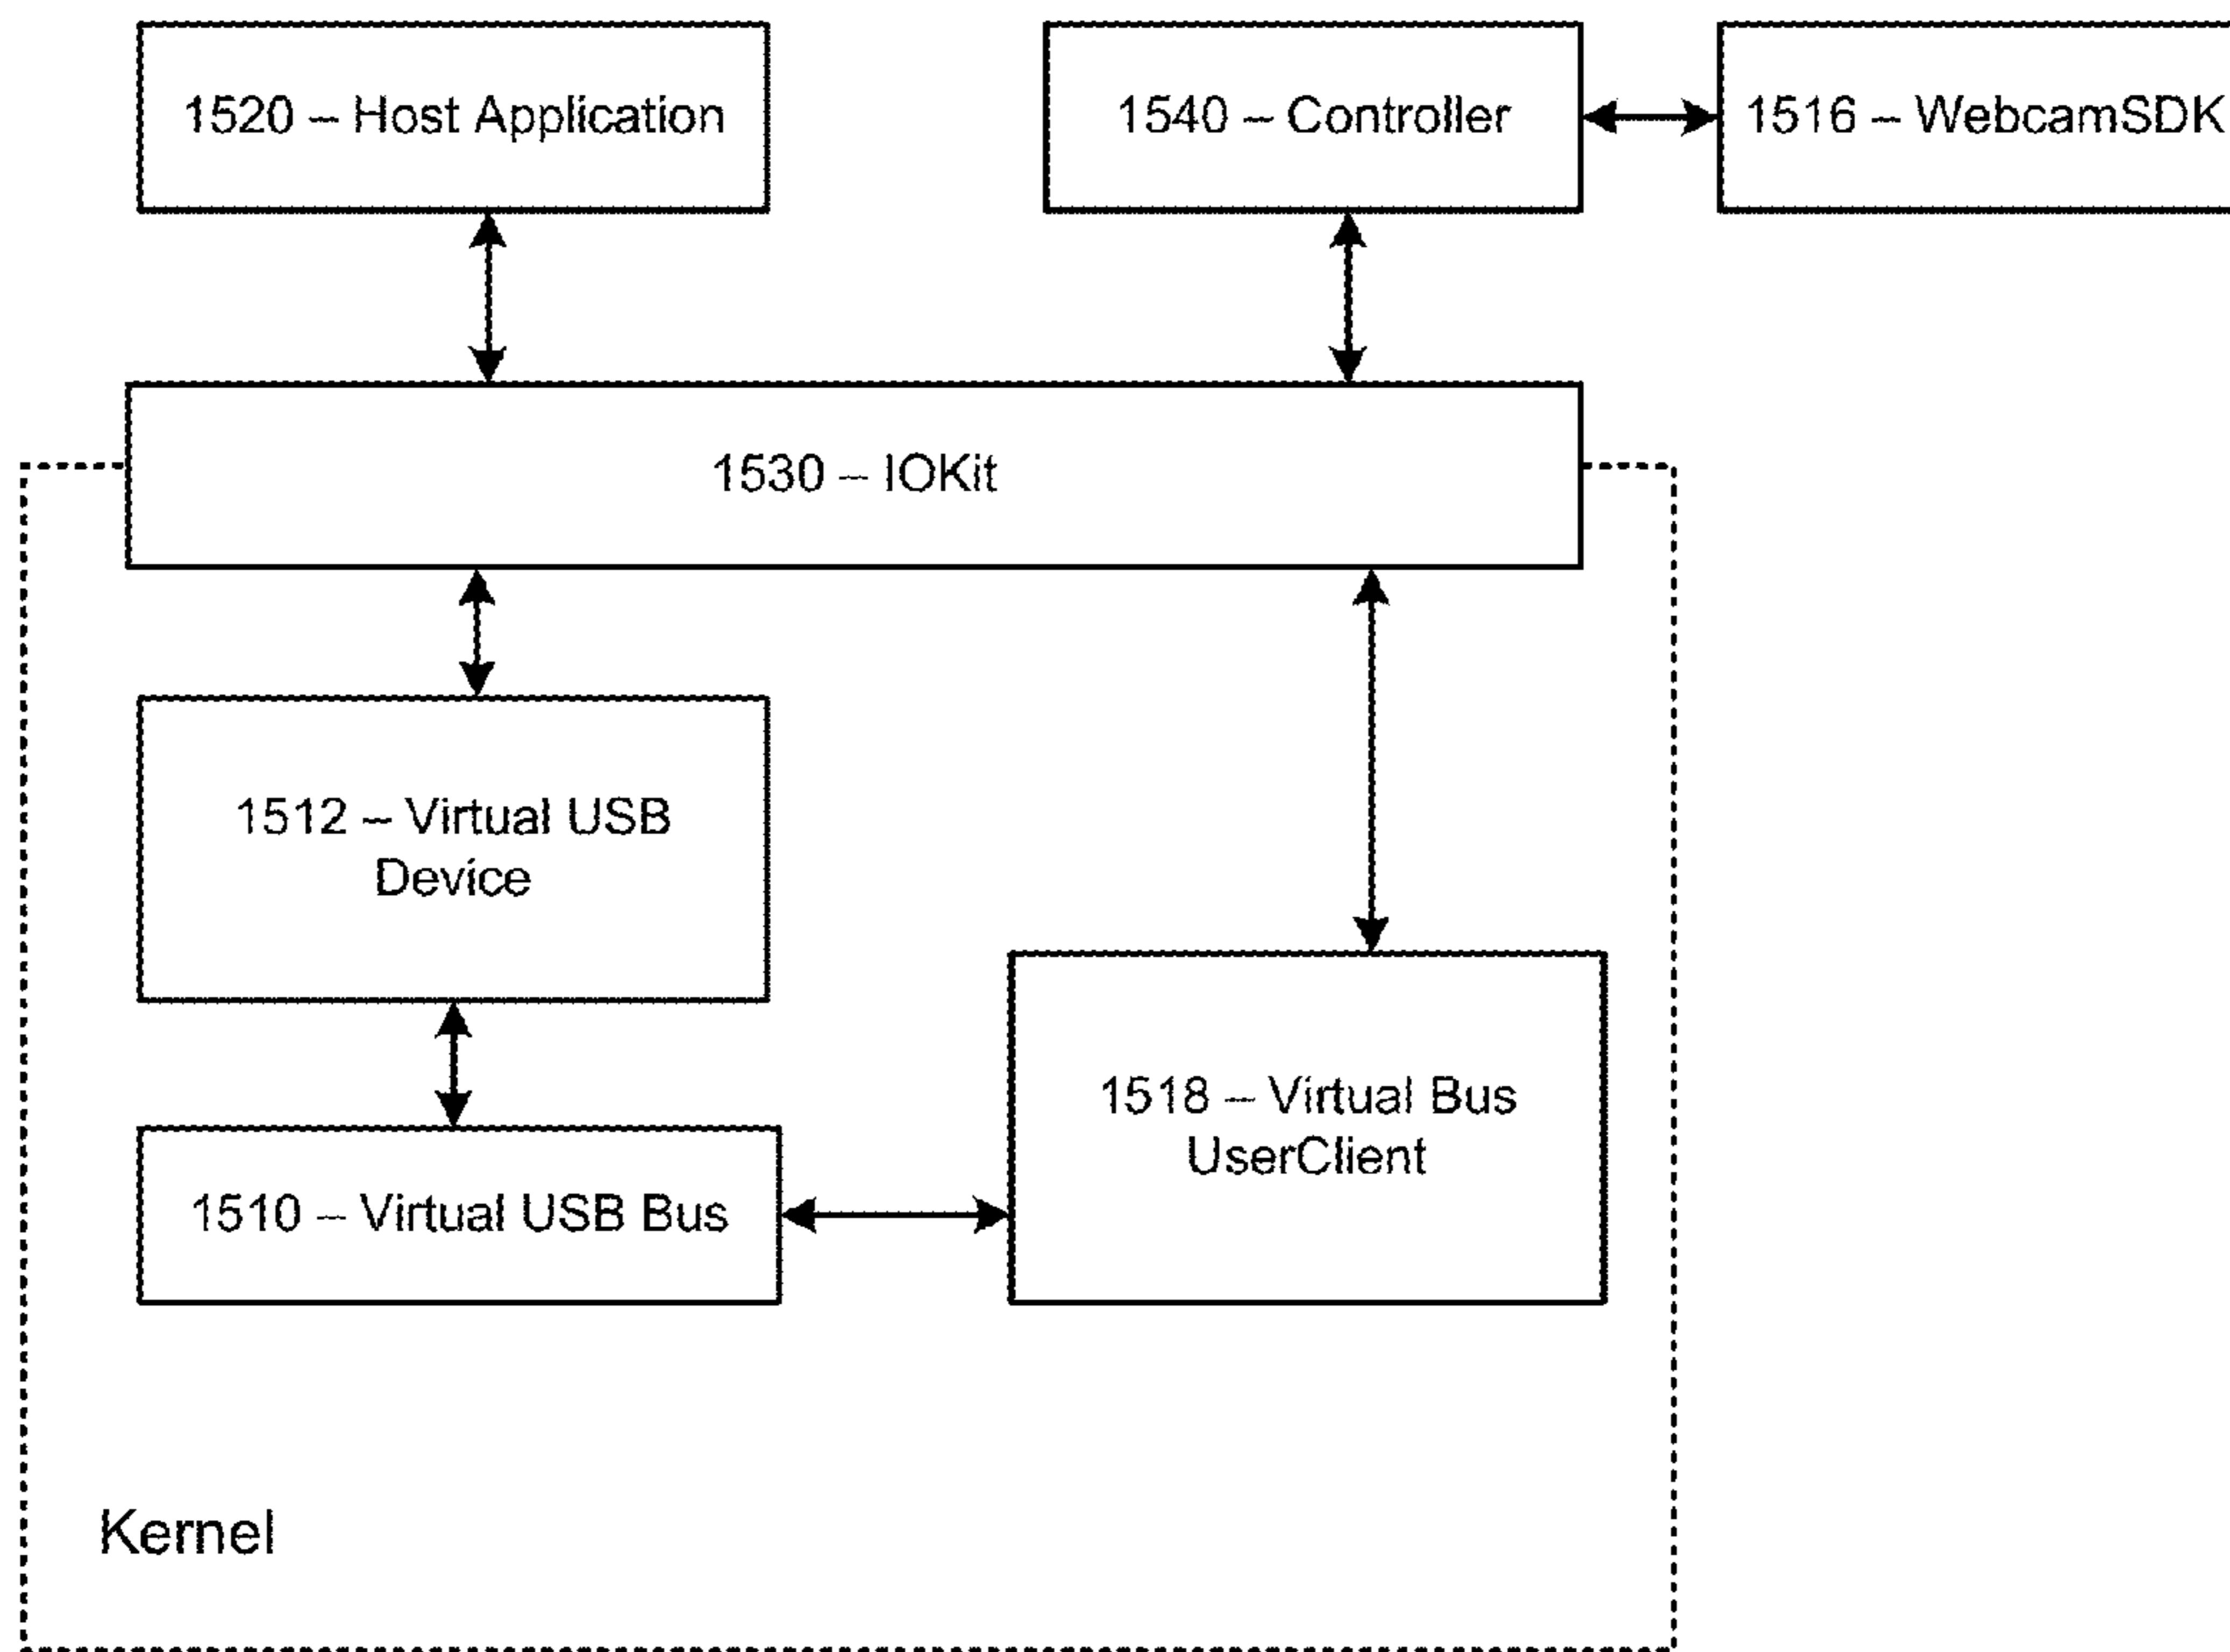 1520 – Host Application
1540 – Controller
1516 – WebcamSDK
1530 – IOKit
1512 – Virtual USB
Device
1518 – Virtual Bus
UserClient
1510 – Virtual USB Bus
Kernel